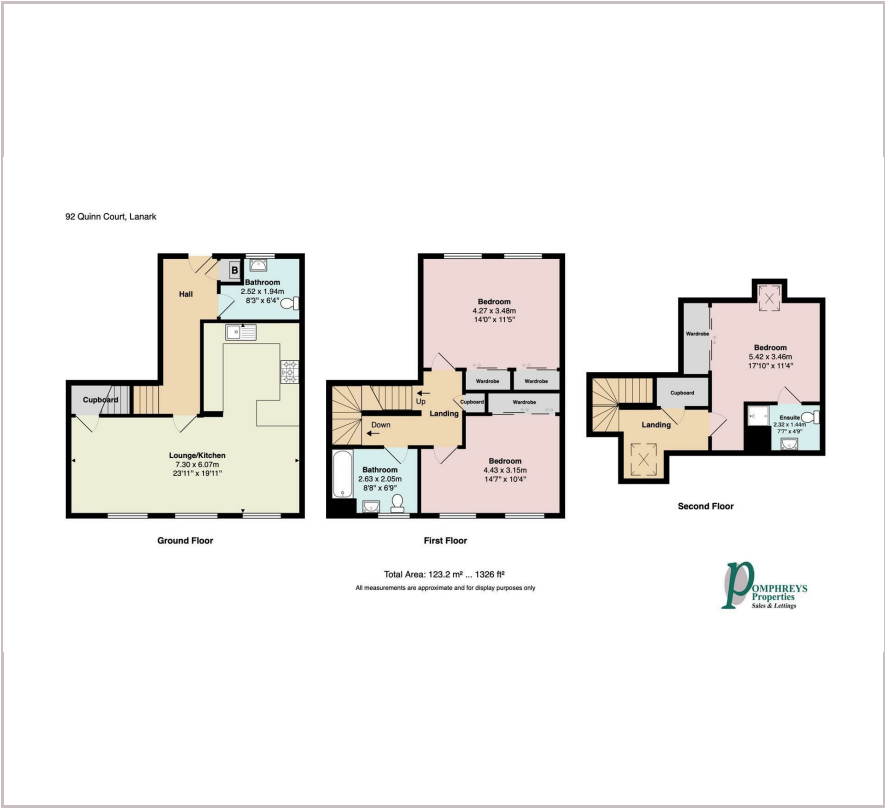 92 Quinn Court, Lanark
Hall
B
Bathroom
2.52 x 1.94m
8'3" x 6'4"
Cupboard
Lounge/Kitchen
7.30 x 6.07m
23'11" x 19'11"
Ground Floor
Bedroom
4.27 x 3.48m
14'0" x 11'5"
Wardrobe
Wardrobe
Up
Cupboard
Wardrobe
Landing
Down
Bathroom
2.63 x 2.05m
8'8" x 6'9"
Bedroom
4.43 x 3.15m
14'7" x 10'4"
First Floor
Wardrobe
Bedroom
5.42 x 3.46m
17'10" x 11'4"
Cupboard
Landing
Ensuite
2.32 x 1.44m
7'7" x 4'9"
Second Floor
Total Area: 123.2 m² ... 1326 ft²
All measurements are approximate and for display purposes only
POMPHREYS
Properties
Sales & Lettings